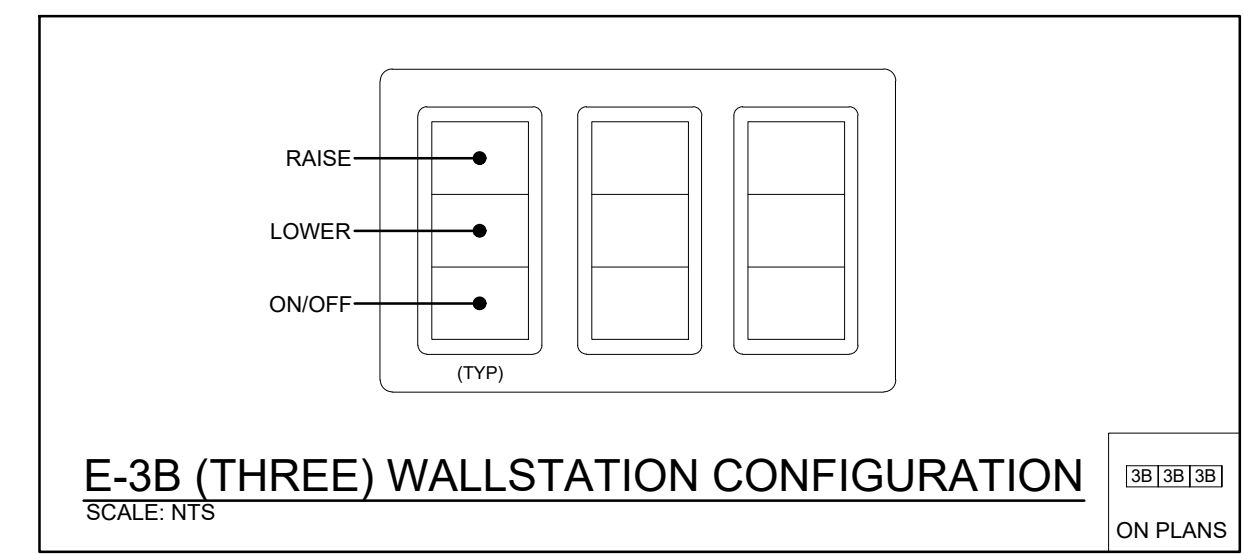 RAISE
LOWER
ON/OFF
(TYP)
E-3B (THREE) WALLSTATION CONFIGURATION
SCALE: NTS
3B 3B 3B
ON PLANS